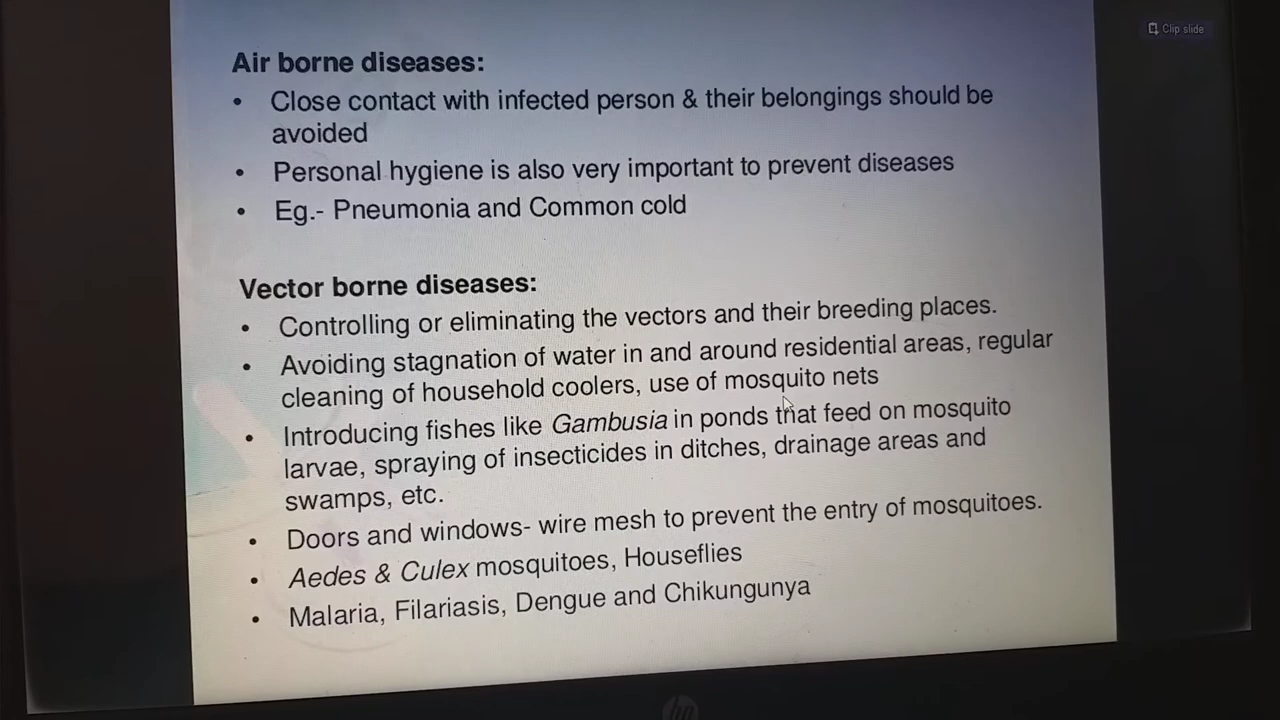 Clip slide
Air borne diseases:
• Close contact with infected person & their belongings should be
avoided
• Personal hygiene is also very important to prevent diseases
• Eg.- Pneumonia and Common cold
Vector borne diseases:
• Controlling or eliminating the vectors and their breeding places.
• Avoiding stagnation of water in and around residential areas, regular
cleaning of household coolers, use of mosquito nets
• Introducing fishes like Gambusia in ponds that feed on mosquito
larvae, spraying of insecticides in ditches, drainage areas and
swamps, etc.
• Doors and windows- wire mesh to prevent the entry of mosquitoes.
• Aedes & Culex mosquitoes, Houseflies
• Malaria, Filariasis, Dengue and Chikungunya
hp